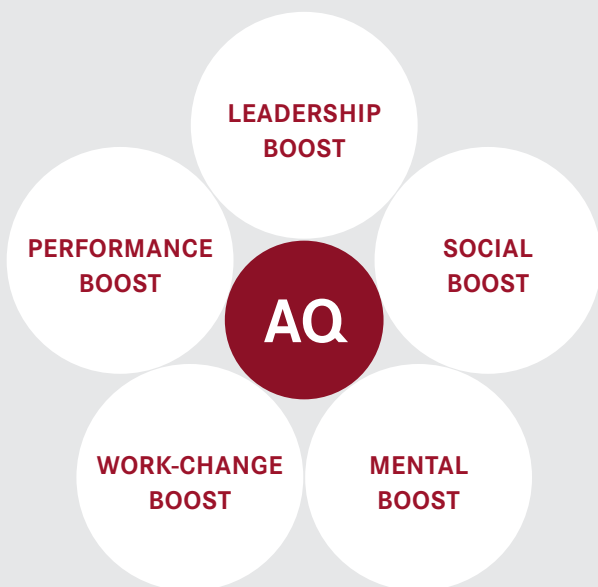 LEADERSHIP
BOOST
PERFORMANCE
BOOST
SOCIAL
BOOST
AQ
WORK-CHANGE
BOOST
MENTAL
BOOST